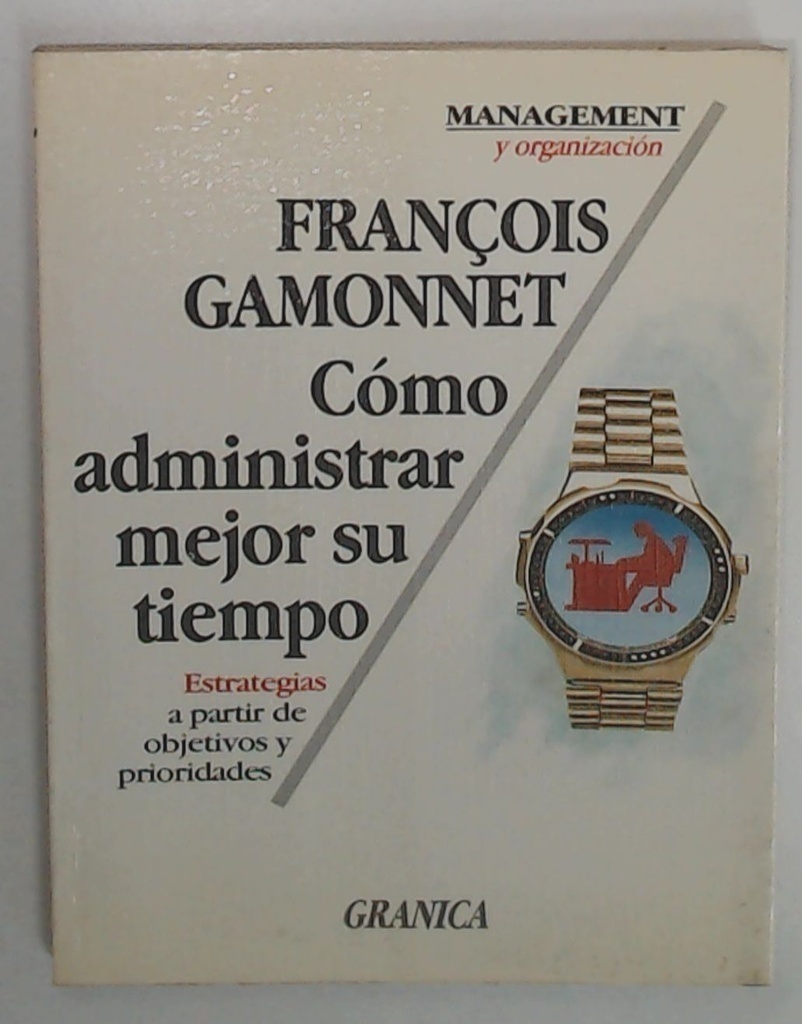 MANAGEMENT
y organización
FRANÇOIS
GAMONNET
Cómo
administrar
mejor su
tiempo
Estrategias
a partir de
objetivos y
prioridades
GRANICA